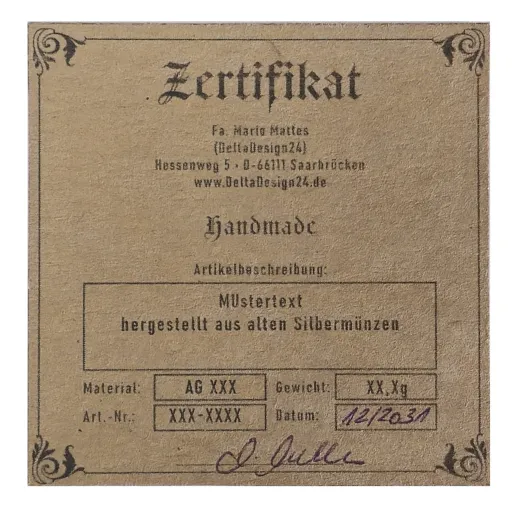 Zertifikat
Fa. Mario Mattes
(DeltaDesign24)
Hessenweg 5 • D-66111 Saarbrücken
www.DeltaDesign24.de
Handmade
Artikelbeschreibung:
MUstertext
hergestellt aus alten Silbermünzen
Material: AG XXX Gewicht: XX,Xg
Art.-Nr.: XXX-XXXX Datum: 12/2031